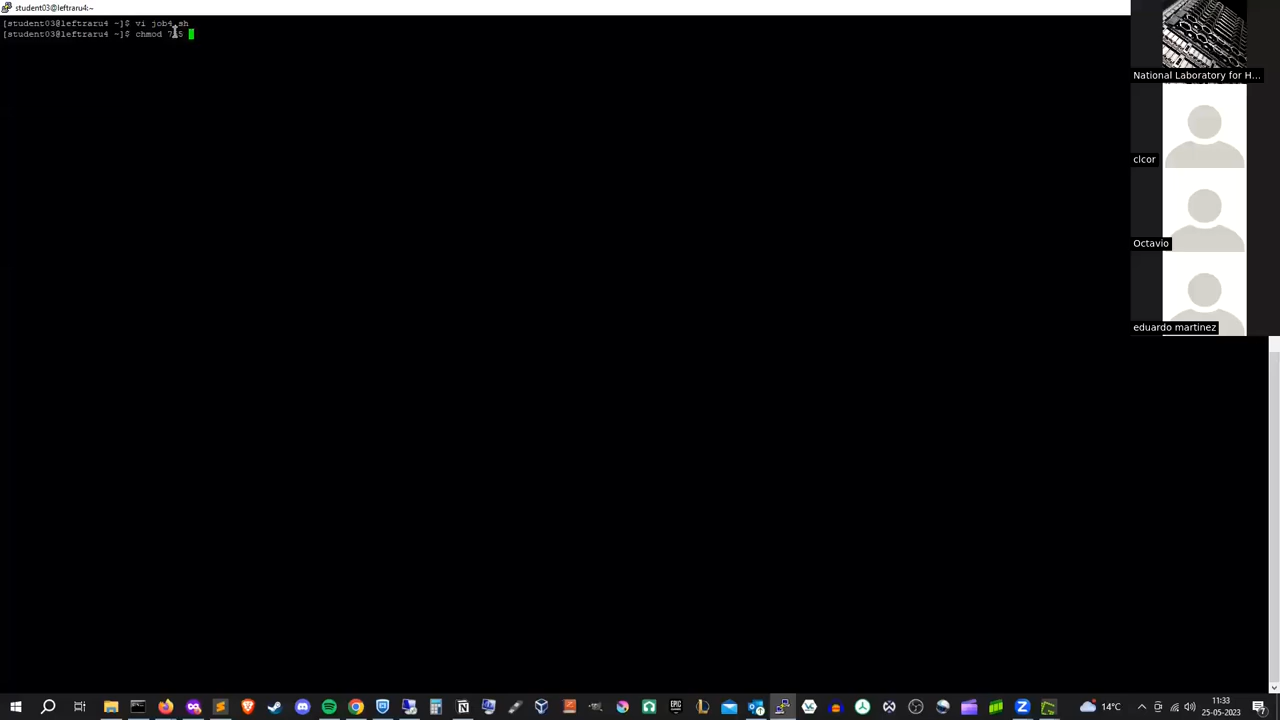 student03@leftraru4:~
[student03@leftraru4 ~]$ vi job4.sh
[student03@leftraru4 ~]$ chmod
National Laboratory for H...
clcor
Octavio
eduardo martinez
14°C
11:33
25-05-2023